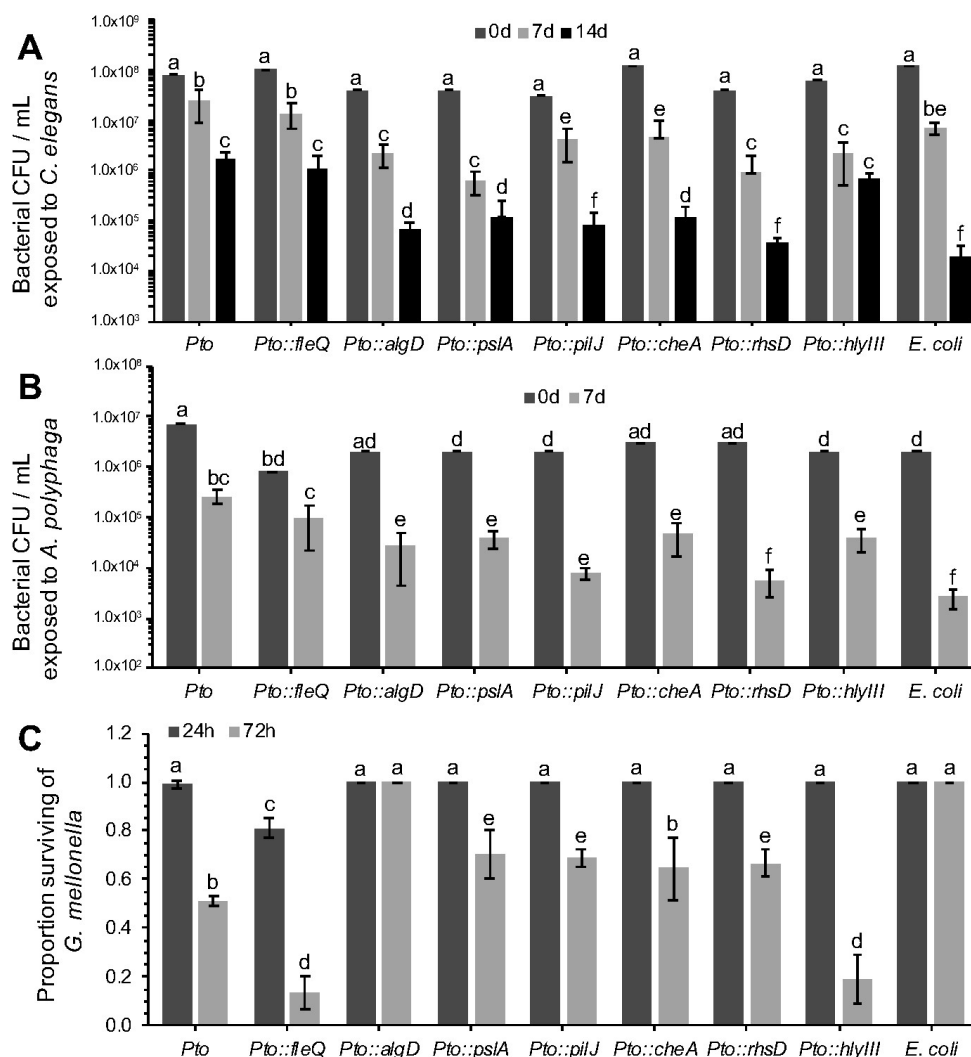 A
0d 7d 14d
Bacterial CFU / mL
exposed to C. elegans
1.0x10⁹
1.0x10⁸
1.0x10⁷
1.0x10⁶
1.0x10⁵
1.0x10⁴
1.0x10³
a b c a b c a c d a c d a e f a e d a c f a c c a be f
Pto Pto::fleQ Pto::algD Pto::pslA Pto::pilJ Pto::cheA Pto::rhsD Pto::hlyIII E. coli
B
0d 7d
Bacterial CFU / mL
exposed to A. polyphaga
1.0x10⁸
1.0x10⁷
1.0x10⁶
1.0x10⁵
1.0x10⁴
1.0x10³
1.0x10²
a bc bd c ad e d e d e ad e ad f d e d f
Pto Pto::fleQ Pto::algD Pto::pslA Pto::pilJ Pto::cheA Pto::rhsD Pto::hlyIII E. coli
C
24h 72h
Proportion surviving of
G. mellonella
1.2
1.0
0.8
0.6
0.4
0.2
0.0
a b c d a a a e a e a b a e a d a a
Pto Pto::fleQ Pto::algD Pto::pslA Pto::pilJ Pto::cheA Pto::rhsD Pto::hlyIII E. coli